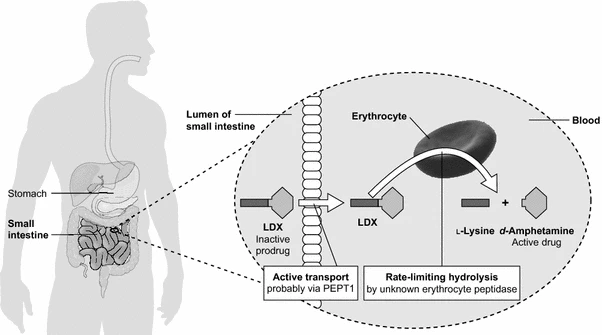 Lumen of
small intestine
Erythrocyte
Blood
Stomach
Small
intestine
LDX
Inactive
prodrug
LDX
+
L-Lysine
d-Amphetamine
Active drug
Active transport
probably via PEPT1
Rate-limiting hydrolysis
by unknown erythrocyte peptidase